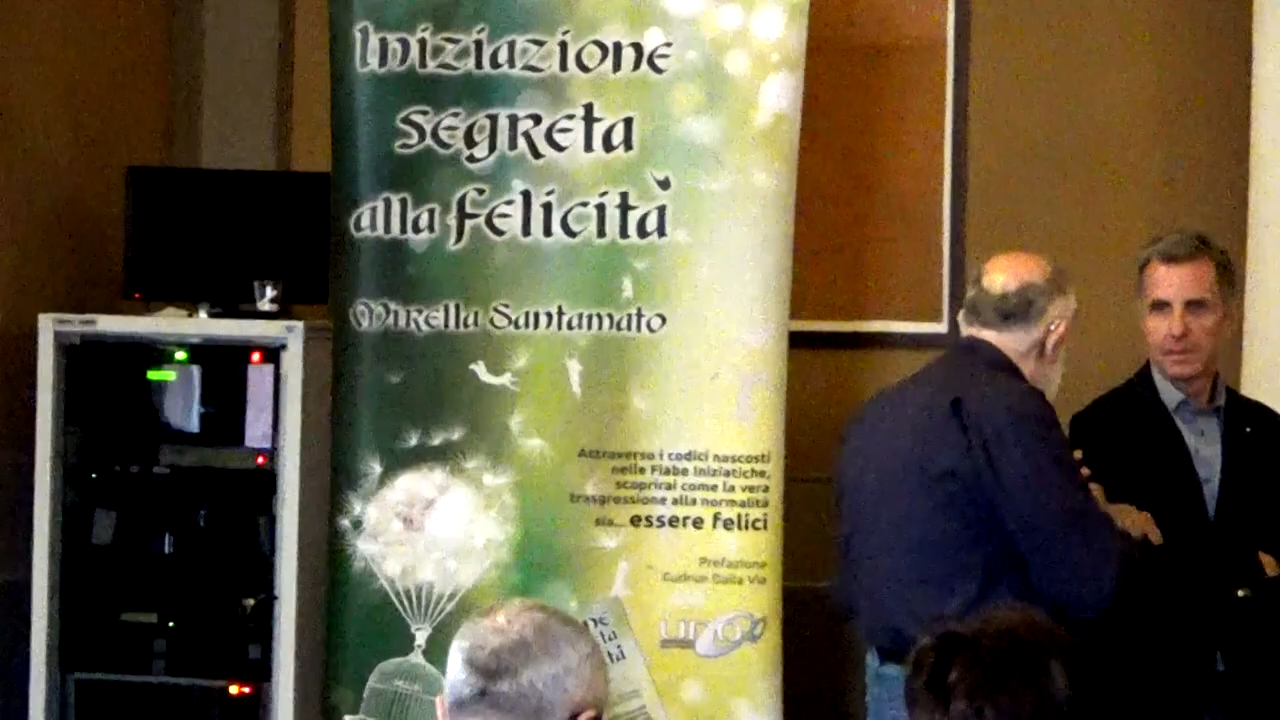 Iniziazione
segreta
alla felicità
Mirella Santamato
Attraverso i codici nascosti
nelle Fiabe Iniziatiche,
scoprirai come la vera
trasgressione alla normalità
sia... essere felici
Prefazione
Gudrun Dalla Via
UNO